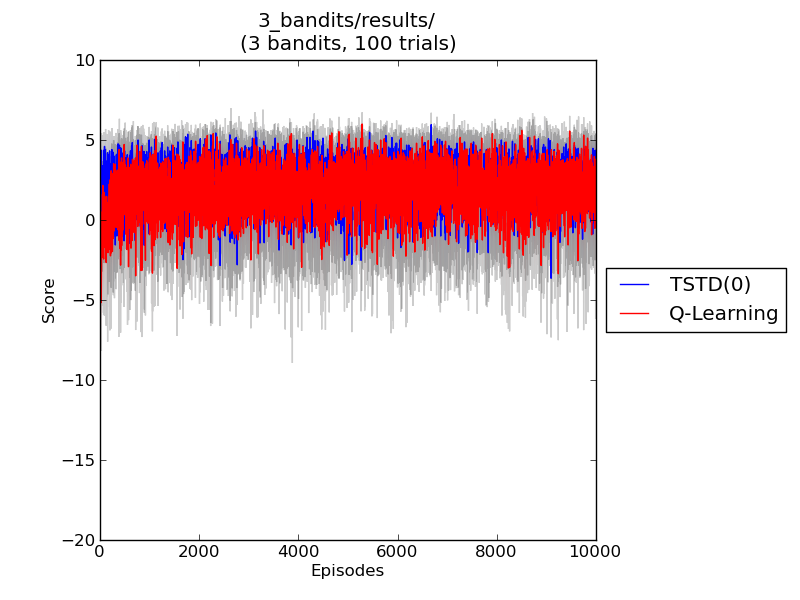 3_bandits/results/
(3 bandits, 100 trials)
10
5
0
−5
−10
−15
−20
Score
0
2000
4000
6000
8000
10000
Episodes
TSTD(0)
Q-Learning